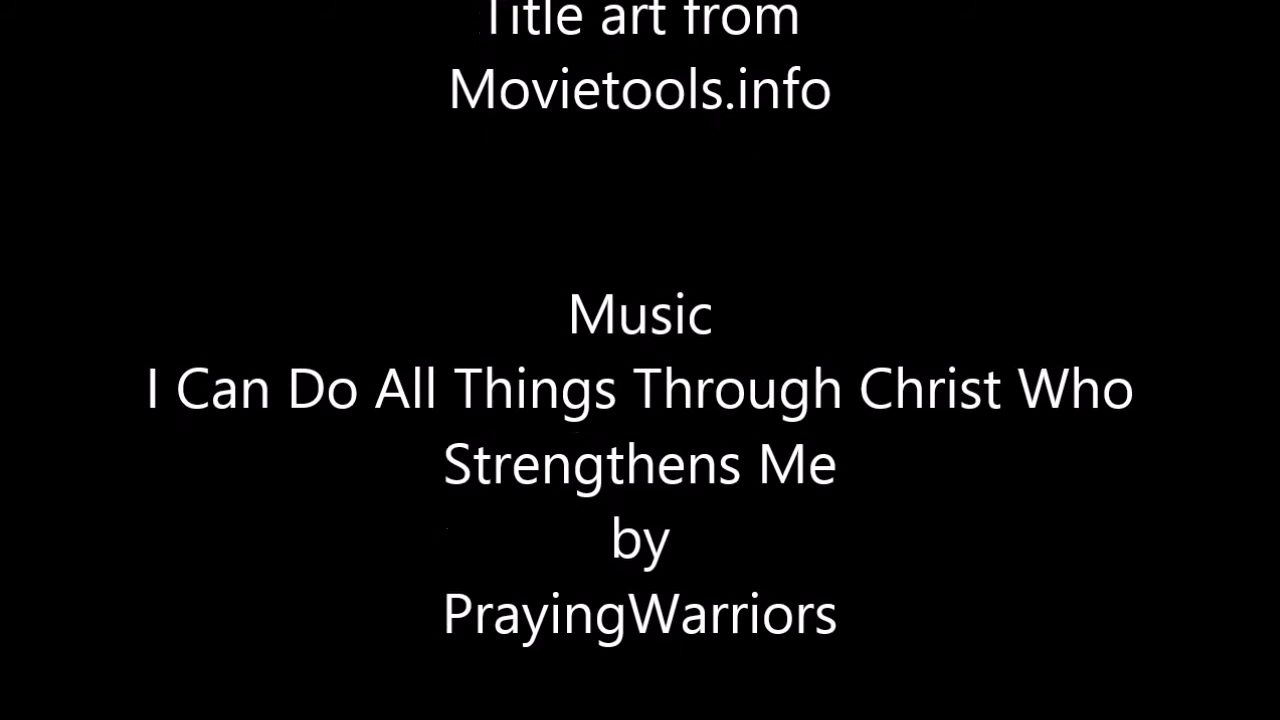 Title art from
Movietools.info
Music
I Can Do All Things Through Christ Who
Strengthens Me
by
PrayingWarriors